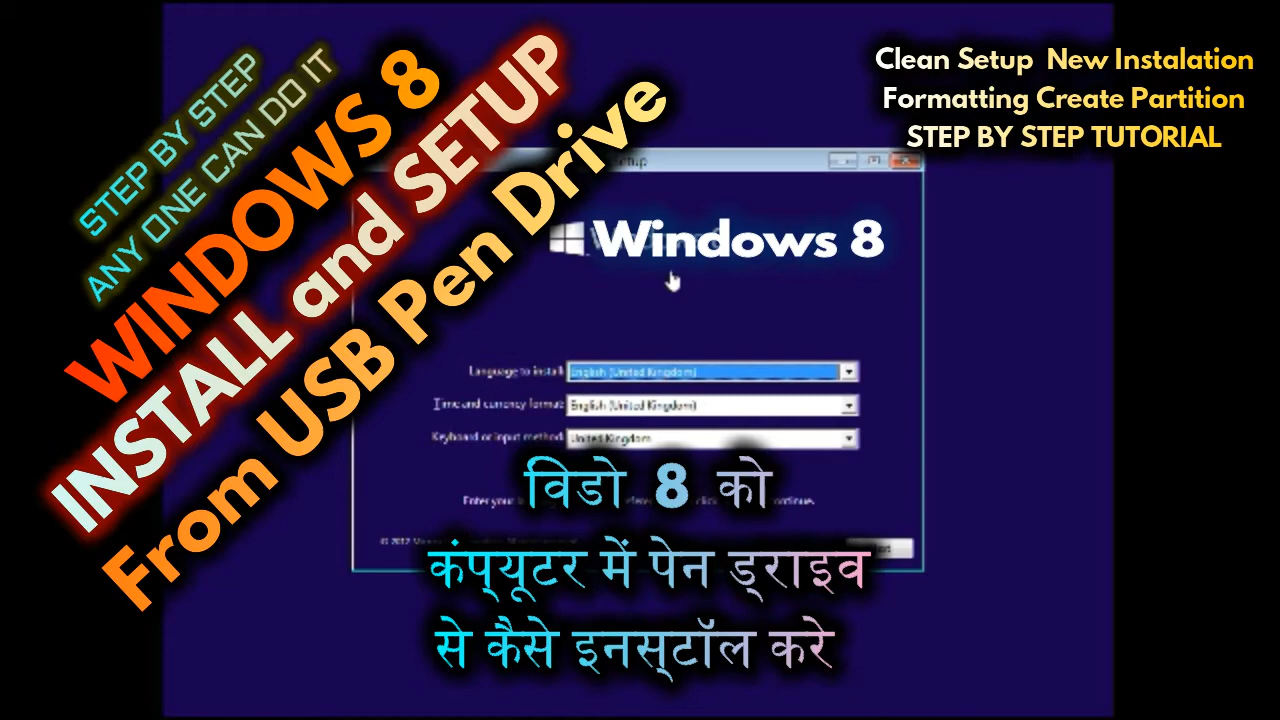 STEP BY STEP
ANY ONE CAN DO IT
WINDOWS 8
INSTALL and SETUP
From USB Pen Drive
Clean Setup New Instalation
Formatting Create Partition
STEP BY STEP TUTORIAL
Windows 8
Language to install: English (United Kingdom)
Time and currency format: English (United Kingdom)
Keyboard or input method: United Kingdom
Enter your
विडो 8 को
कंप्यूटर में पेन ड्राइव
से कैसे इनस्टॉल करे